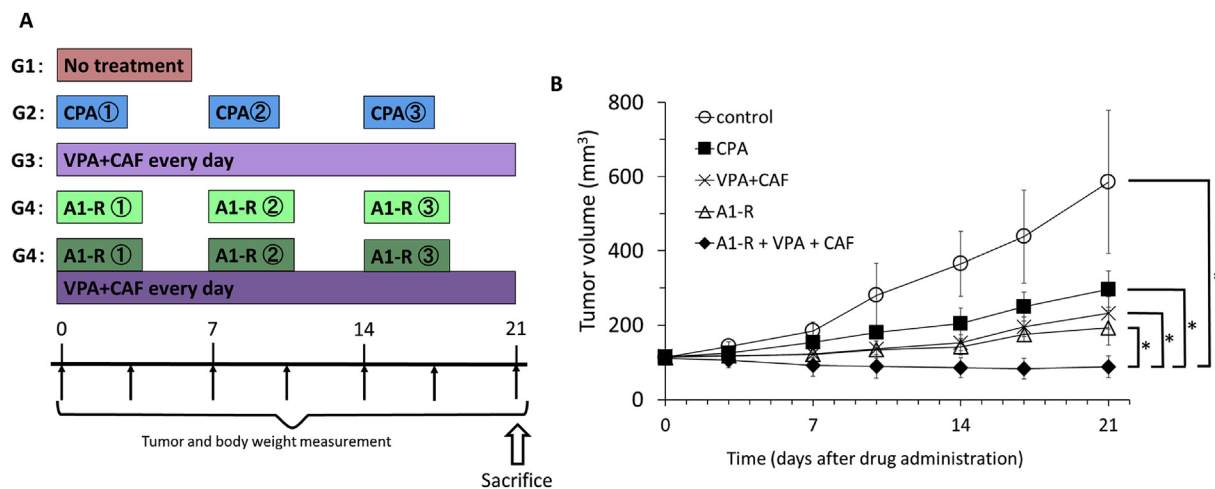 A
G1: No treatment
G2: CPA① CPA② CPA③
G3: VPA+CAF every day
G4: A1-R ① A1-R ② A1-R ③
G4: A1-R ① A1-R ② A1-R ③
VPA+CAF every day
0 7 14 21
Tumor and body weight measurement
Sacrifice
B
Tumor volume (mm³)
800
600
400
200
0
control
CPA
VPA+CAF
A1-R
A1-R + VPA + CAF
* * *
0 7 14 21
Time (days after drug administration)